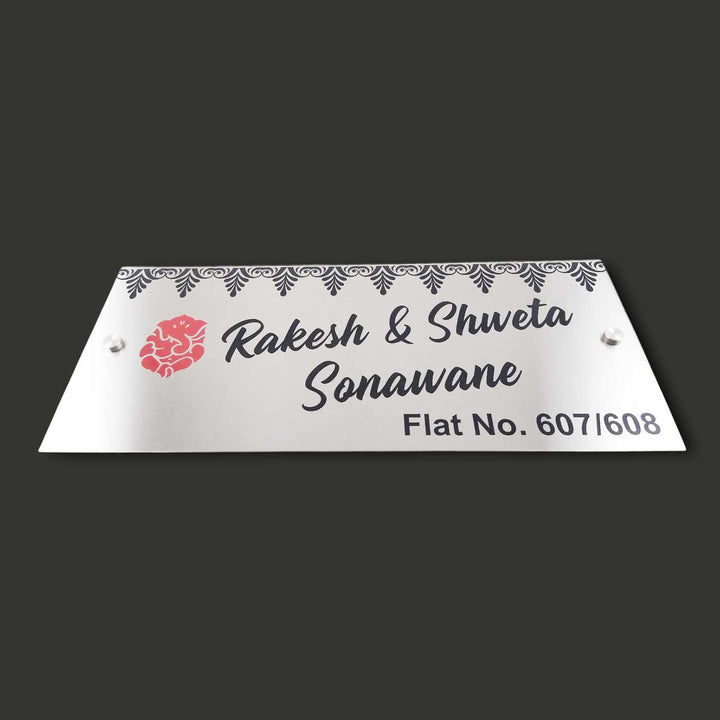 Rakesh & Shweta
Sonawane
Flat No. 607/608